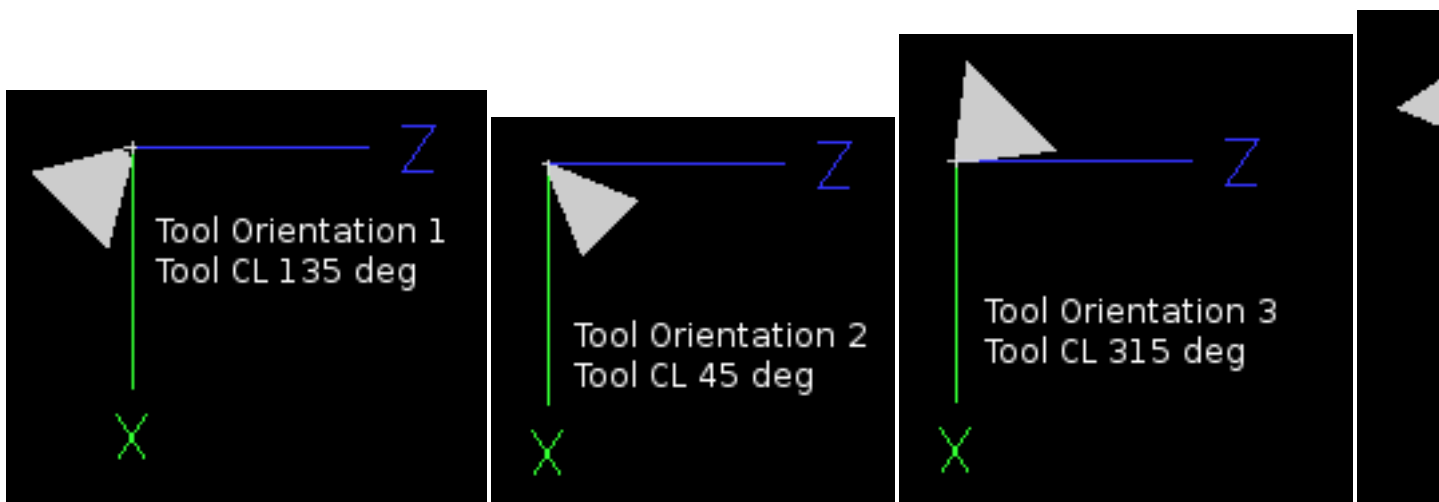 Z
Tool Orientation 1
Tool CL 135 deg
X
Z
Tool Orientation 2
Tool CL 45 deg
X
Z
Tool Orientation 3
Tool CL 315 deg
X